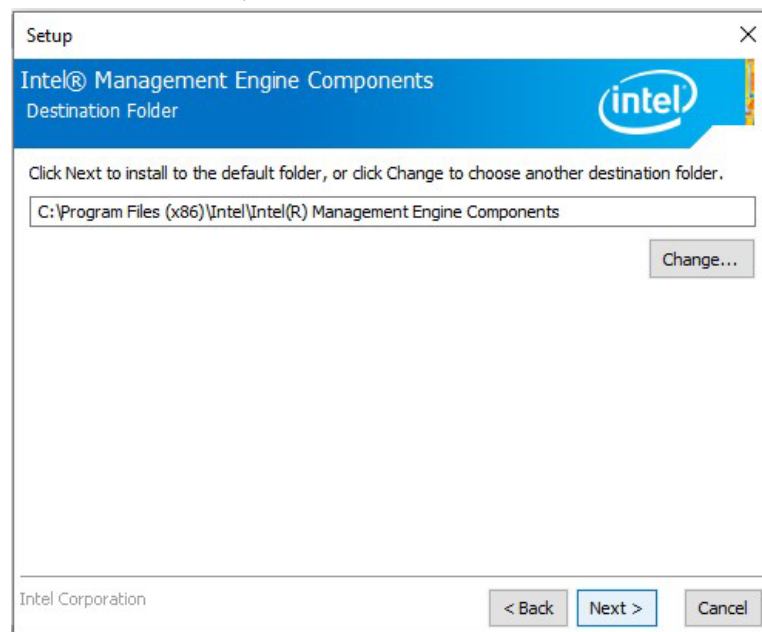 Setup
Intel® Management Engine Components
Destination Folder
intel
Click Next to install to the default folder, or click Change to choose another destination folder.
C:\Program Files (x86)\Intel\Intel(R) Management Engine Components
Change...
Intel Corporation
< Back Next > Cancel